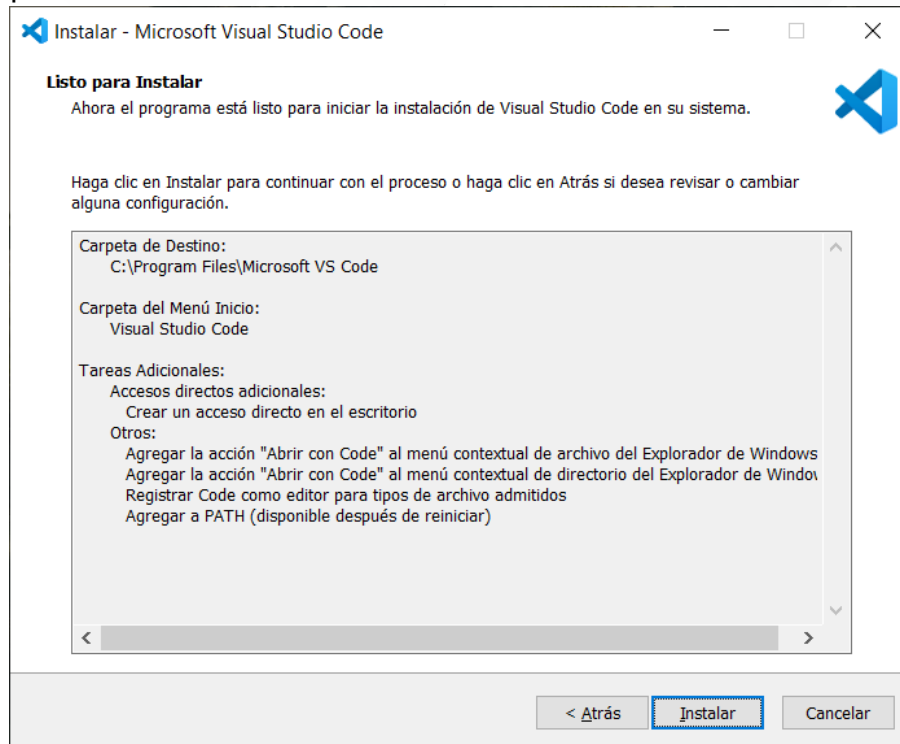 Instalar - Microsoft Visual Studio Code
Listo para Instalar
Ahora el programa está listo para iniciar la instalación de Visual Studio Code en su sistema.
Haga clic en Instalar para continuar con el proceso o haga clic en Atrás si desea revisar o cambiar
alguna configuración.
Carpeta de Destino:
C:\Program Files\Microsoft VS Code
Carpeta del Menú Inicio:
Visual Studio Code
Tareas Adicionales:
Accesos directos adicionales:
Crear un acceso directo en el escritorio
Otros:
Agregar la acción "Abrir con Code" al menú contextual de archivo del Explorador de Windows
Agregar la acción "Abrir con Code" al menú contextual de directorio del Explorador de
Registrar Code como editor para tipos de archivo admitidos
Agregar a PATH (disponible después de reiniciar)
< Atrás Instalar Cancelar